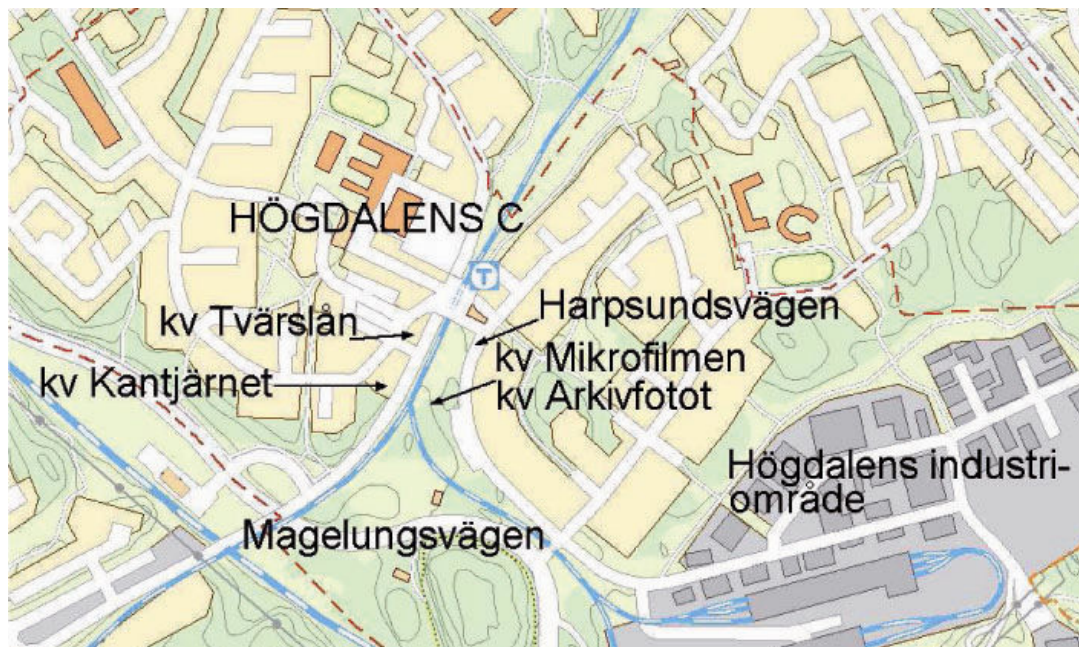 HÖGDALENS C
T
kv Tvärslån
Harpsundsvägen
kv Mikrofilmen
kv Kantjärnet
kv Arkivfotot
Högdalens industri-
område
Magelungsvägen